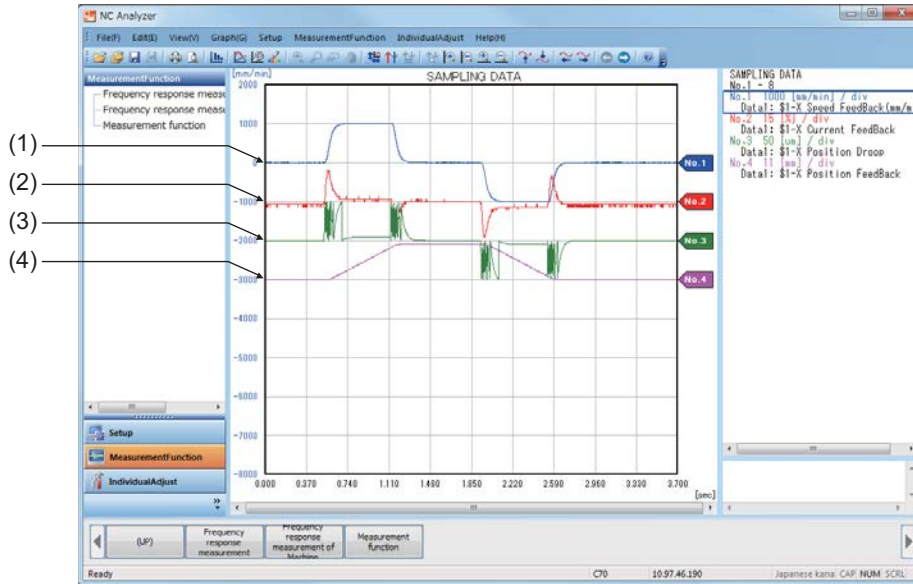 NC Analyzer
File(F) Edit(E) View(V) Graph(G) Setup MeasurementFunction IndividualAdjust Help(H)
MeasurementFunction
Frequency response meas
Frequency response meas
Measurement function
[mm/min]
SAMPLING DATA
2000
1000
0
-1000
-2000
-3000
-4000
-5000
-6000
-7000
-8000
0.000 0.370 0.740 1.110 1.480 1.850 2.220 2.590 2.960 3.330 3.700
[sec]
(1)
(2)
(3)
(4)
No.1
No.2
No.3
No.4
SAMPLING DATA
No.1 - 8
No.1 1000 [mm/min] / div
Data1: $1-X Speed FeedBack(mm/m
No.2 15 [%] / div
Data1: $1-X Current FeedBack
No.3 50 [um] / div
Data1: $1-X Position Droop
No.4 11 [mm] / div
Data1: $1-X Position FeedBack
Setup
MeasurementFunction
IndividualAdjust
(UP)
Frequency
response
measurement
Frequency
response
measurement of
Machine
Measurement
function
Ready
C70 10.97.46.190 Japanese kana CAP NUM SCRL